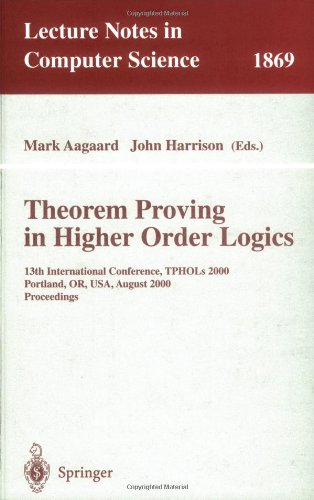 Lecture Notes in
Computer Science 1869
Mark Aagaard John Harrison (Eds.)
Theorem Proving
in Higher Order Logics
13th International Conference, TPHOLs 2000
Portland, OR, USA, August 2000
Proceedings
Springer